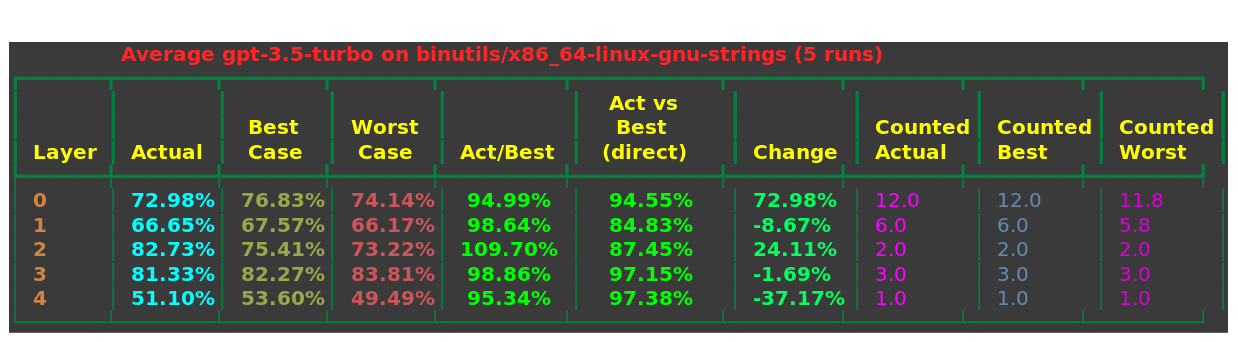 Average gpt-3.5-turbo on binutils/x86_64-linux-gnu-strings (5 runs)
Act vs
Best Worst Best Counted Counted Counted
Layer Actual Case Case Act/Best (direct) Change Actual Best Worst
0 72.98% 76.83% 74.14% 94.99% 94.55% 72.98% 12.0 12.0 11.8
1 66.65% 67.57% 66.17% 98.64% 84.83% -8.67% 6.0 6.0 5.8
2 82.73% 75.41% 73.22% 109.70% 87.45% 24.11% 2.0 2.0 2.0
3 81.33% 82.27% 83.81% 98.86% 97.15% -1.69% 3.0 3.0 3.0
4 51.10% 53.60% 49.49% 95.34% 97.38% -37.17% 1.0 1.0 1.0